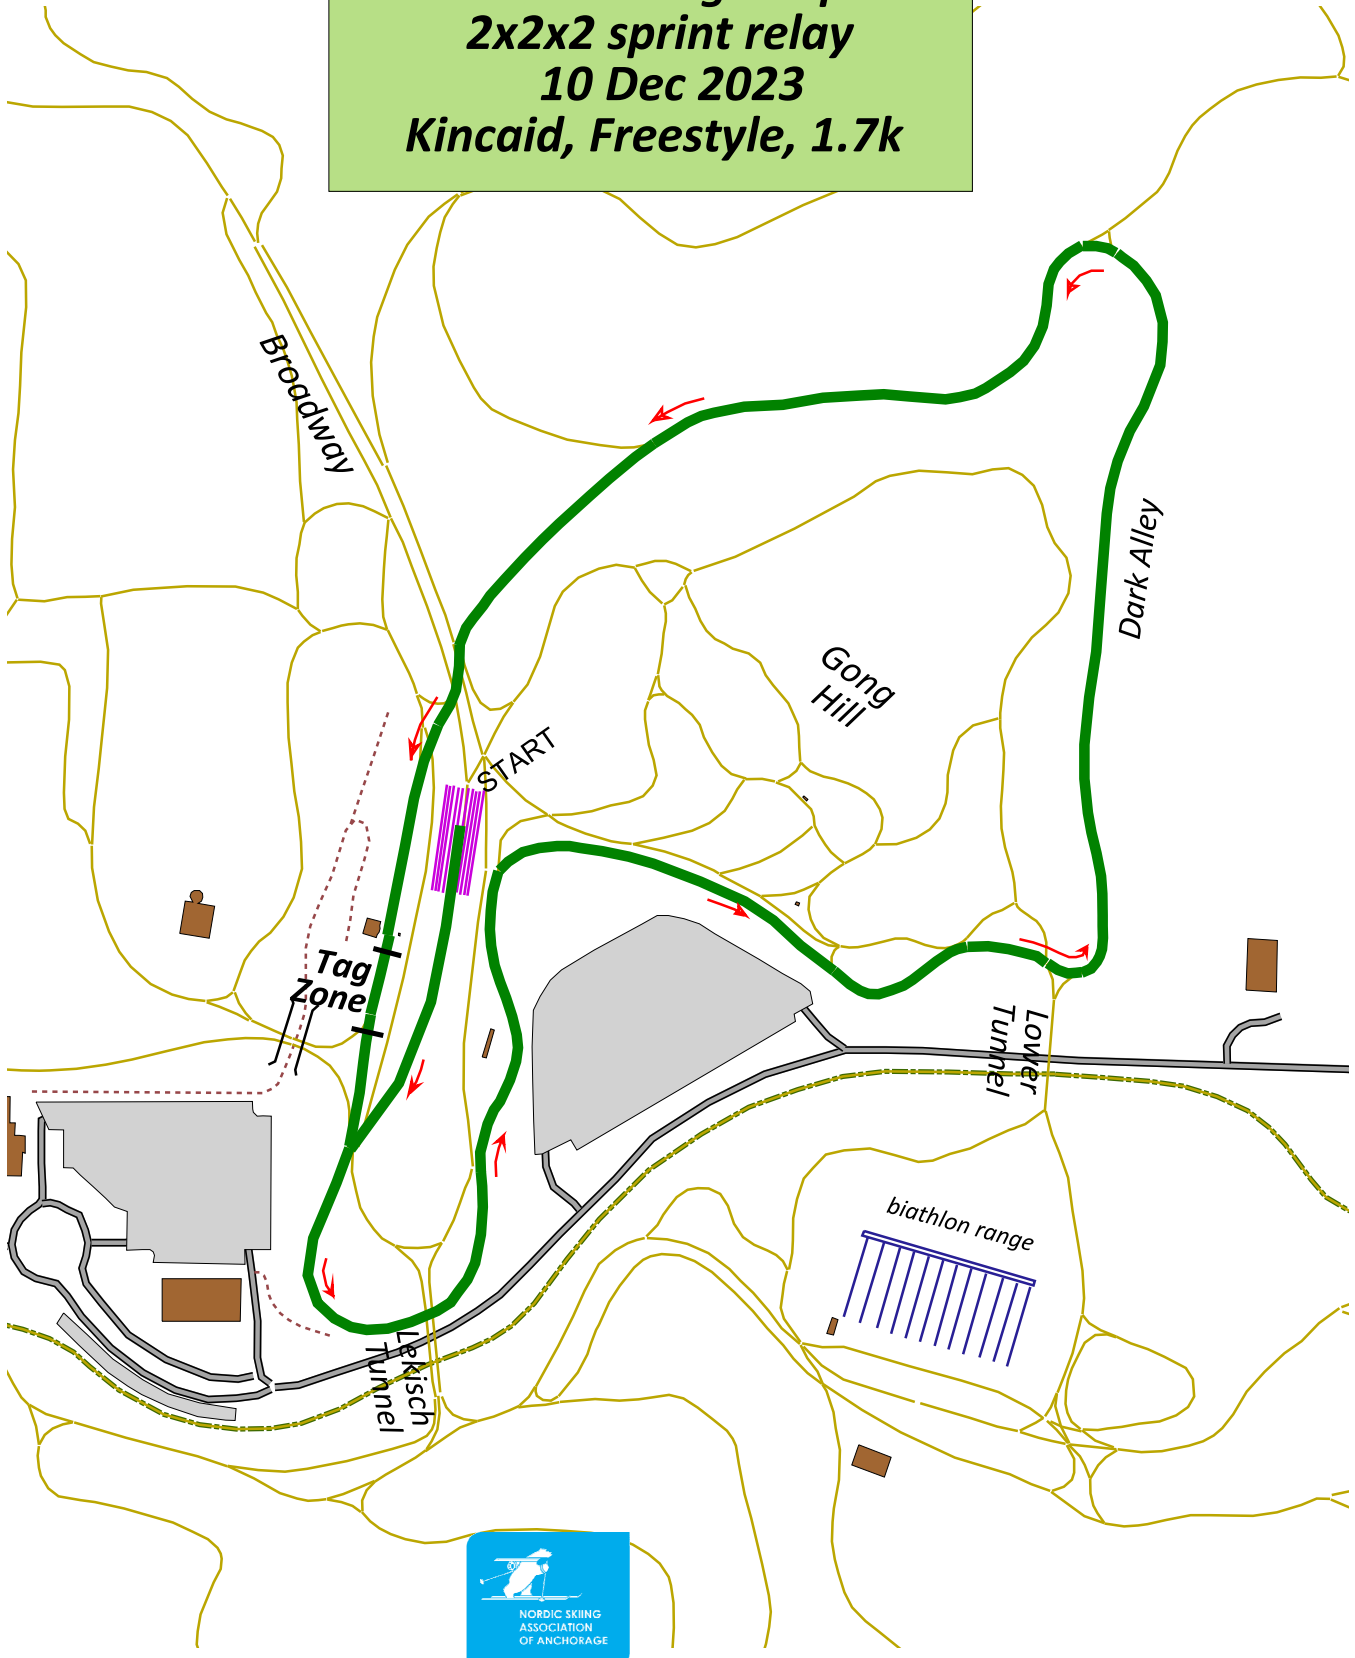 2x2x2 sprint relay
10 Dec 2023
Kincaid, Freestyle, 1.7k
Broadway
Dark Alley
Gong
Hill
START
Tag
Zone
Lower
Tunnel
biathlon range
Lekisch
Tunnel
NORDIC SKIING
ASSOCIATION
OF ANCHORAGE